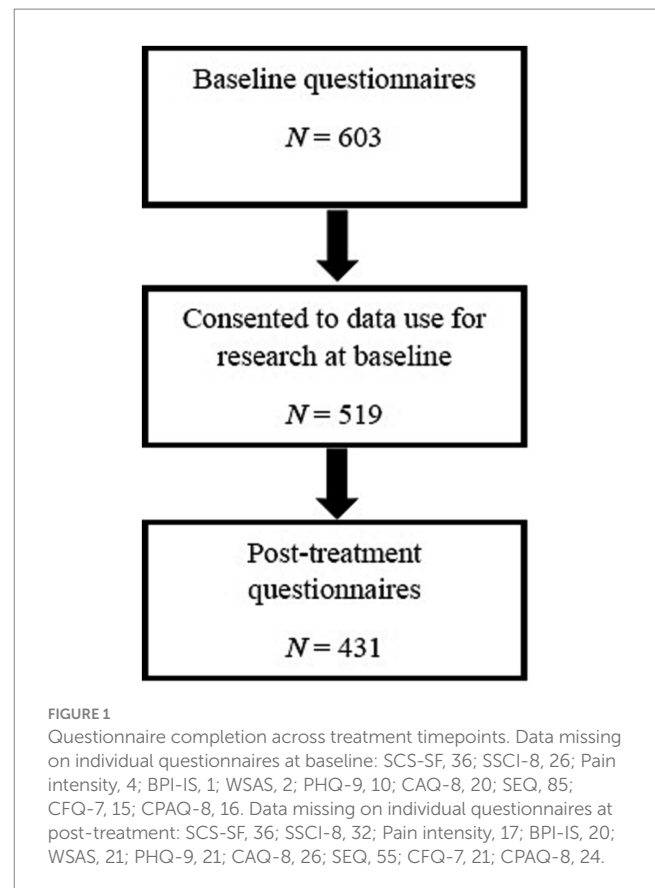 Baseline questionnaires
N = 603
Consented to data use for
research at baseline
N = 519
Post-treatment
questionnaires
N = 431
FIGURE 1
Questionnaire completion across treatment timepoints. Data missing
on individual questionnaires at baseline: SCS-SF, 36; SSCI-8, 26; Pain
intensity, 4; BPI-IS, 1; WSAS, 2; PHQ-9, 10; CAQ-8, 20; SEQ, 85;
CFQ-7, 15; CPAQ-8, 16. Data missing on individual questionnaires at
post-treatment: SCS-SF, 36; SSCI-8, 32; Pain intensity, 17; BPI-IS, 20;
WSAS, 21; PHQ-9, 21; CAQ-8, 26; SEQ, 55; CFQ-7, 21; CPAQ-8, 24.